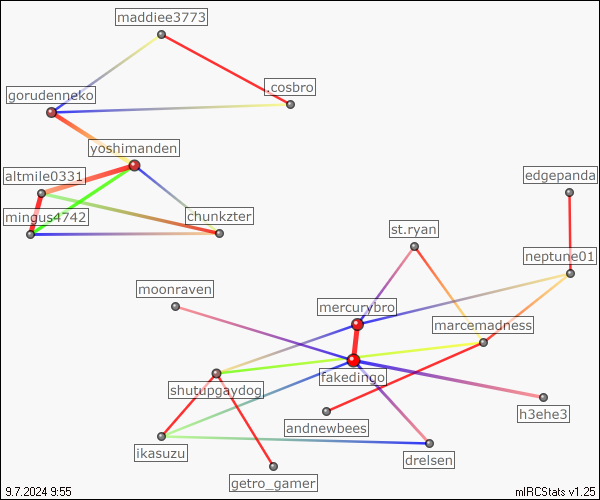 maddiee3773
.cosbro
gorudenneko
yoshimanden
altmile0331
edgepanda
mingus4742
chunkzter
st.ryan
neptune01
moonraven
mercurybro
marcemadness
fakedingo
shutupgaydog
h3ehe3
andnewbees
ikasuzu
drelsen
getro_gamer
9.7.2024 9:55
mIRCStats v1.25